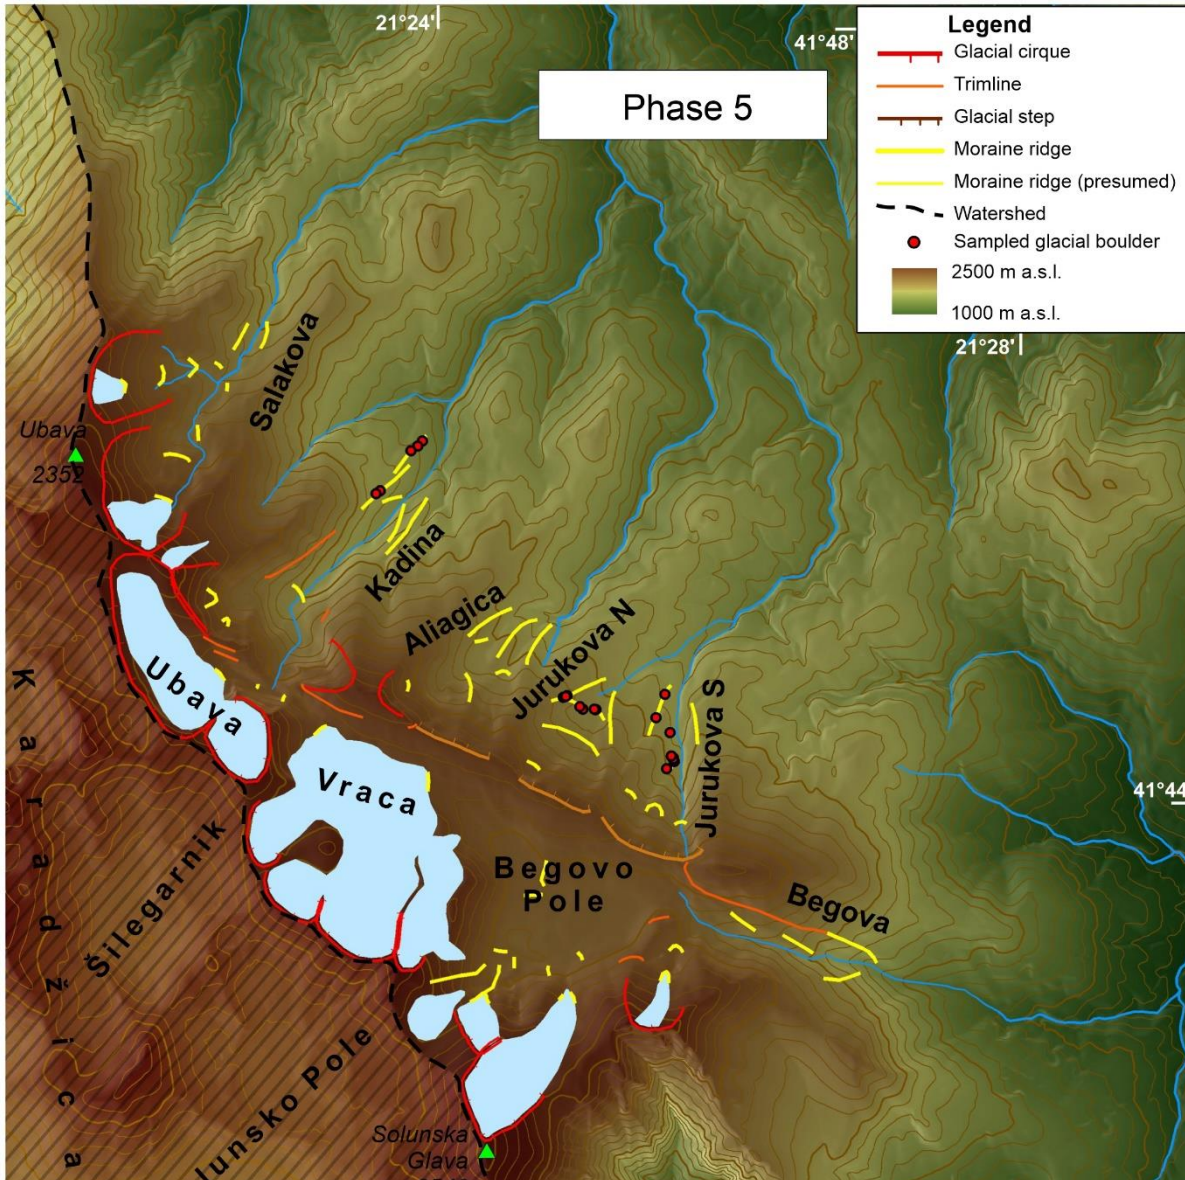 21°24'
41°48'
Legend
Glacial cirque
Trimline
Glacial step
Moraine ridge
Moraine ridge (presumed)
Watershed
Sampled glacial boulder
2500 m a.s.l.
1000 m a.s.l.
Phase 5
21°28'
Salakova
Ubava
2352
Kadina
Aliagica
Jurukova N
Jurukova S
Ubava
Vraca
41°44
Begovo
Pole
Begova
Karadžica
Šilegarnik
lunsko Pole
Solunska
Glava